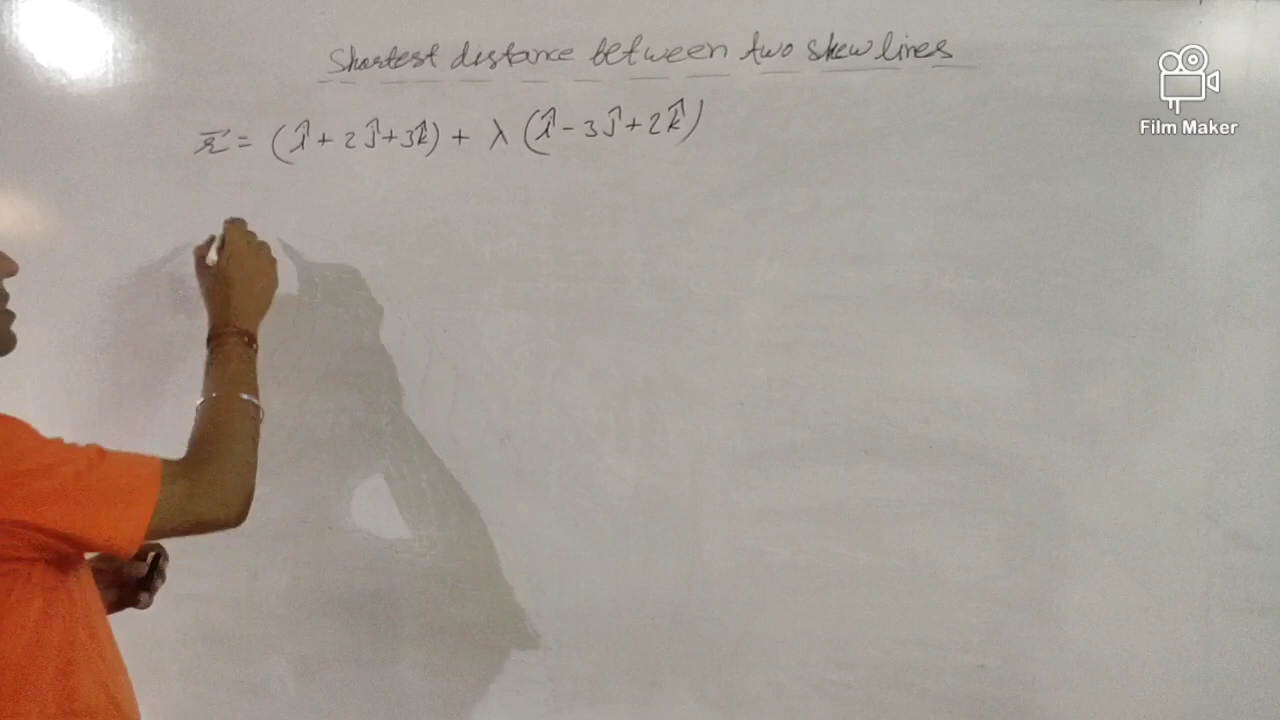 Shortest distance between two skew lines
r⃗ = (î + 2ĵ + 3k̂) + λ (î - 3ĵ + 2k̂)
Film Maker